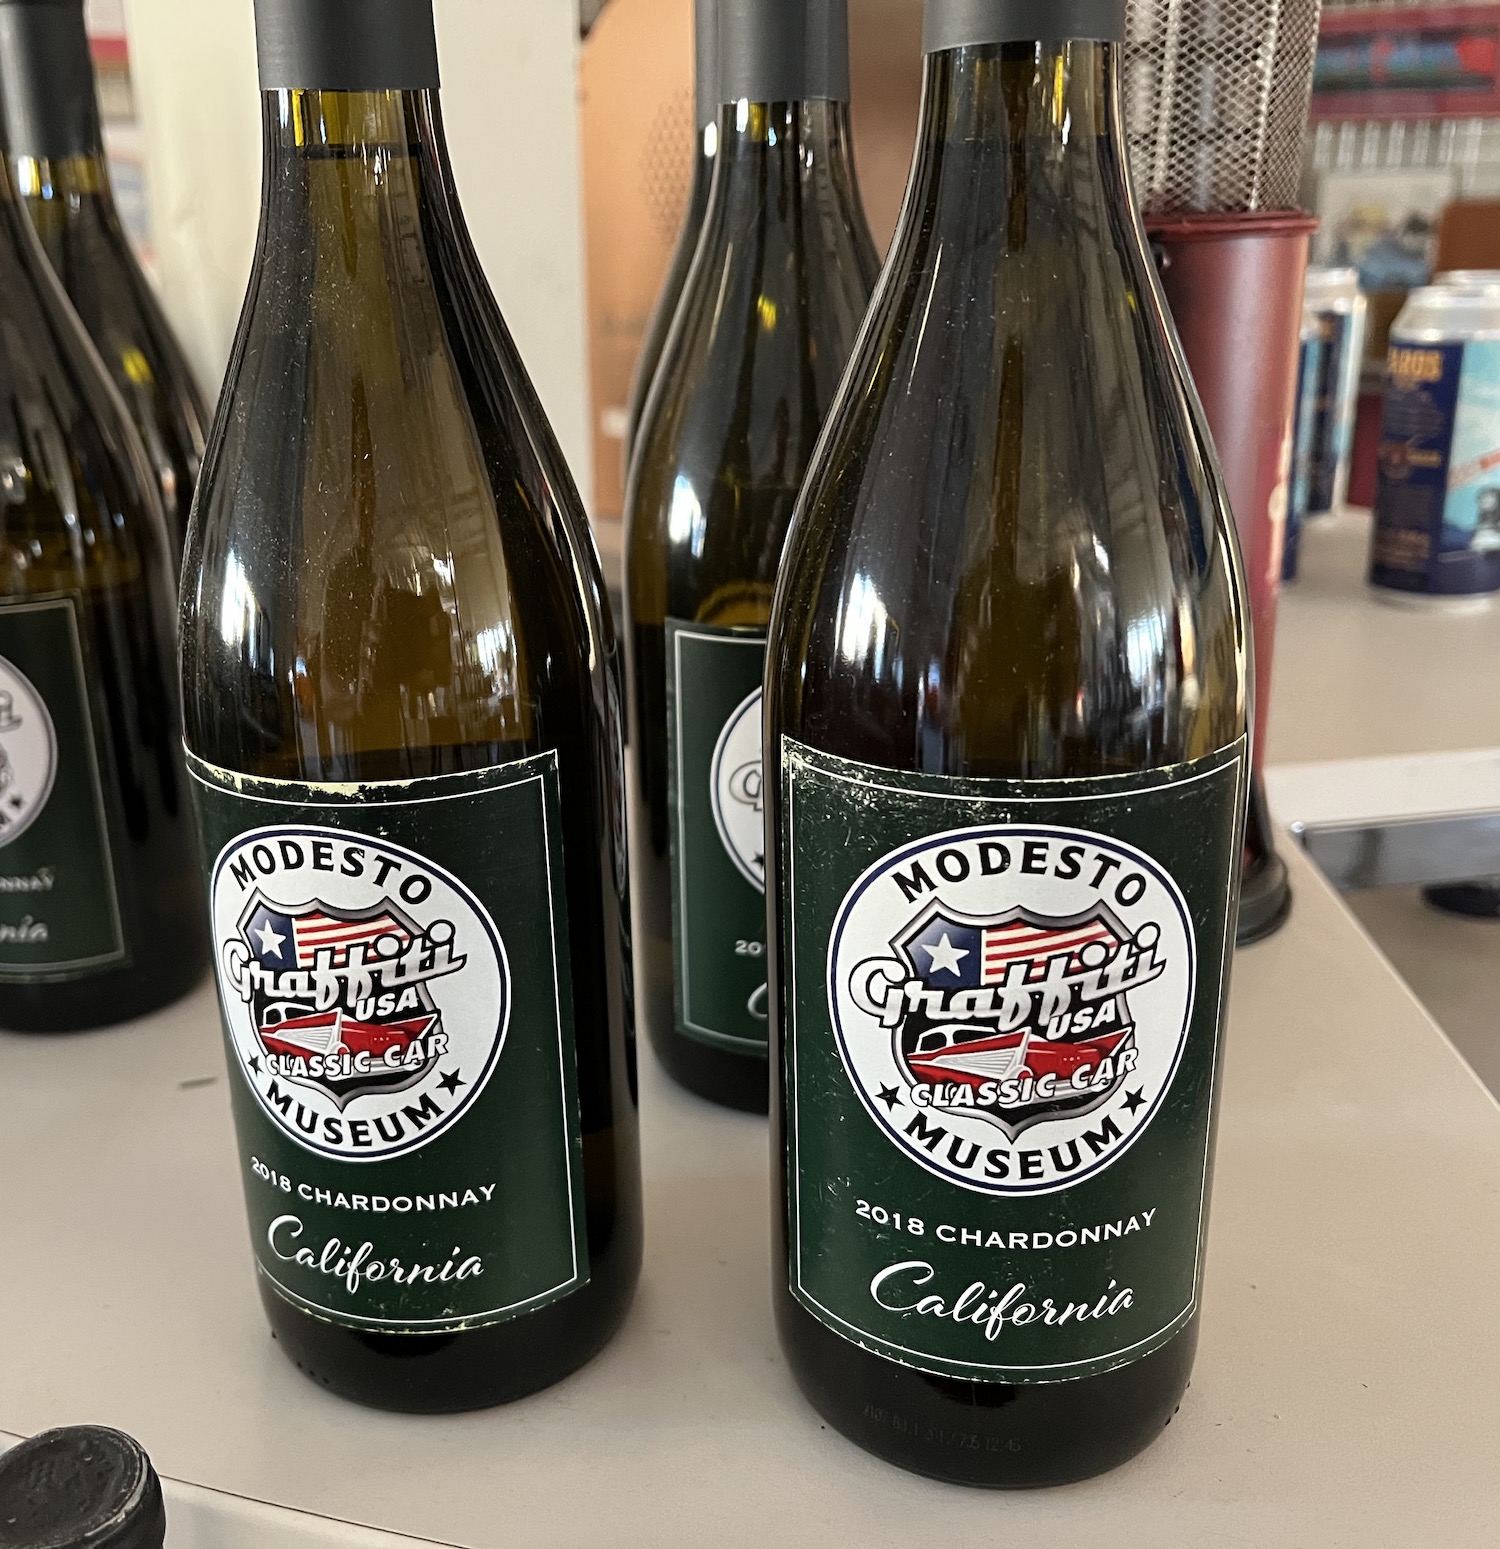 MODESTO
Graffiti
USA
CLASSIC CAR
MUSEUM
2018 CHARDONNAY
California
MODESTO
Graffiti
USA
CLASSIC CAR
MUSEUM
2018 CHARDONNAY
California